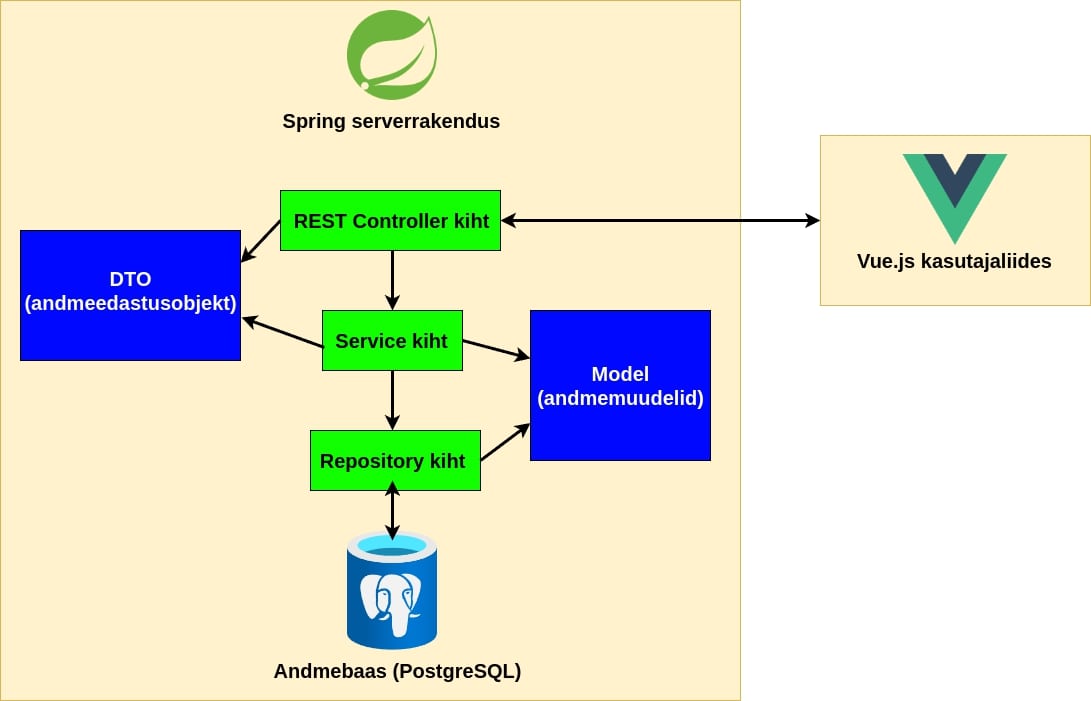 Spring serverrakendus
REST Controller kiht
DTO
(andmeedastusobjekt)
Service kiht
Model
(andmemuudelid)
Repository kiht
Andmebaas (PostgreSQL)
Vue.js kasutajaliides